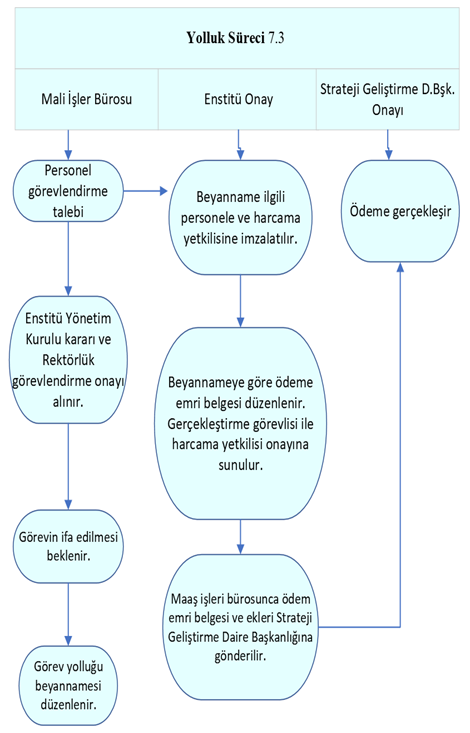 Yolluk Süreci 7.3
Mali İşler Bürosu
Enstitü Onay
Strateji Geliştirme D.Bşk.
Onayı
Personel
görevlendirme
talebi
Enstitü Yönetim
Kurulu kararı ve
Rektörlük
görevlendirme onayı
alınır.
Görevin ifa edilmesi
beklenir.
Görev yolluğu
beyannamesi
düzenlenir.
Beyanname ilgili
personele ve harcama
yetkilisine imzalatılır.
Beyannameye göre ödeme
emri belgesi düzenlenir.
Gerçekleştirme görevlisi ile
harcama yetkilisi onayına
sunulur.
Maaş işleri bürosunca ödem
emri belgesi ve ekleri Strateji
Geliştirme Daire Başkanlığına
gönderilir.
Ödeme gerçekleşir